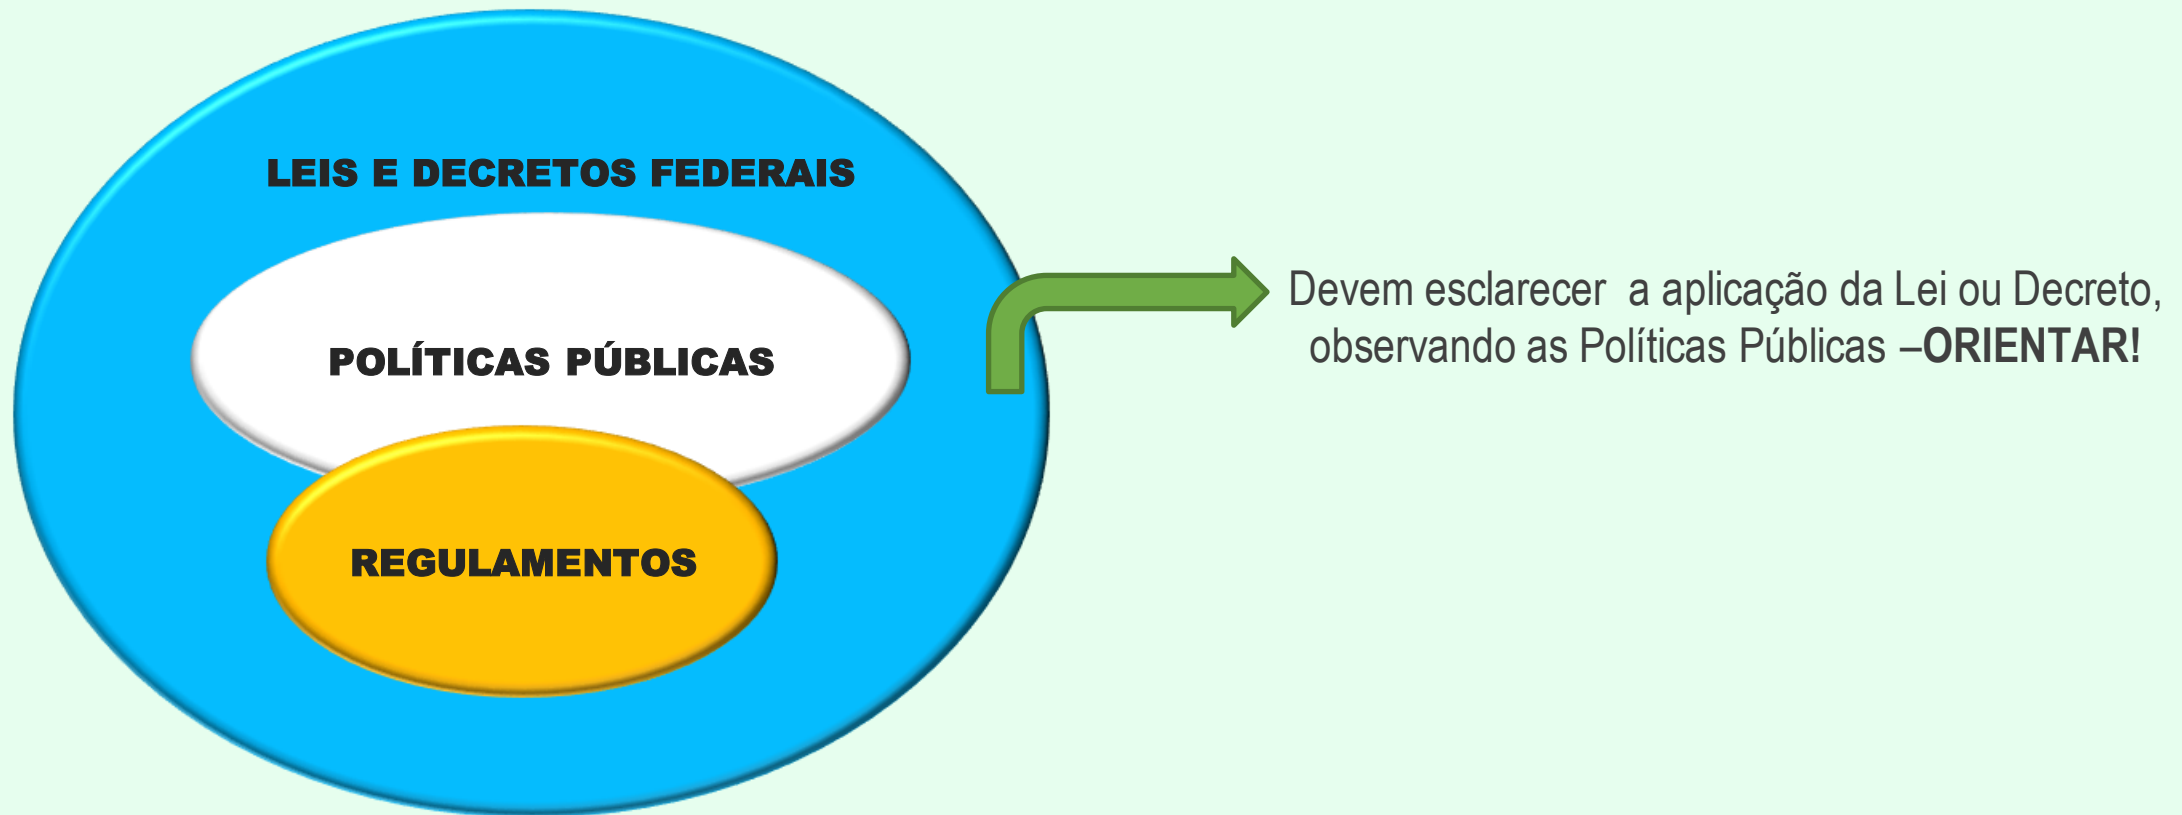 LEIS E DECRETOS FEDERAIS
POLÍTICAS PÚBLICAS
REGULAMENTOS
Devem esclarecer  a aplicação da Lei ou Decreto,
observando as Políticas Públicas –ORIENTAR!